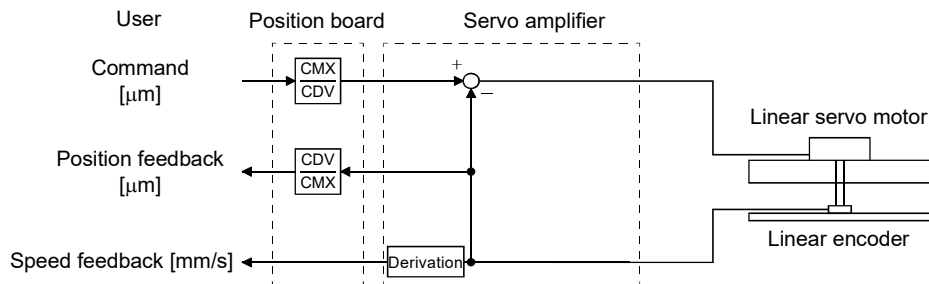 User
Position board
Servo amplifier
Command
[μm]
CMX
CDV
+
−
Linear servo motor
Position feedback
[μm]
CDV
CMX
Linear encoder
Speed feedback [mm/s]
Derivation